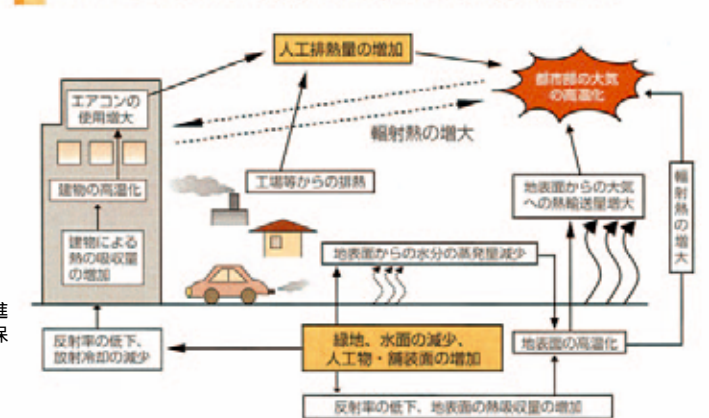 人工排熱量の増加
都市部の大気
の高温化
エアコンの
使用増大
輻射熱の増大
建物の高温化
工場等からの排熱
地表面からの大気
への熱輸送量増大
輻射熱の増大
建物による
熱の吸収量
の増加
地表面からの水分の蒸発量減少
進
保
反射率の低下、
放射冷却の減少
緑地、水面の減少、
人工物・舗装面の増加
地表面の高温化
反射率の低下、地表面の熱吸収量の増加